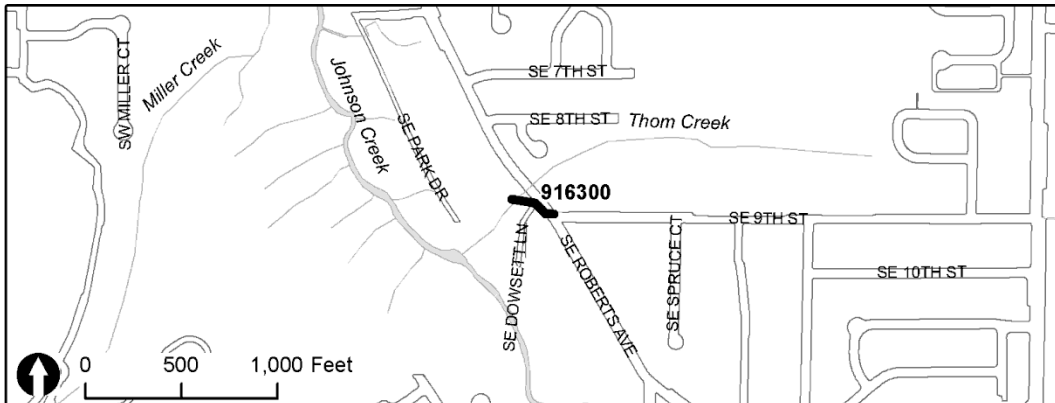 SW MILLER CT
Miller Creek
Johnson Creek
SE PARK DR
SE 7TH ST
SE 8TH ST
Thom Creek
916300
SE 9TH ST
SE DOWSETT LN
SE ROBERTS AVE
SE SPRUCE CT
SE 10TH ST
0 500 1,000 Feet